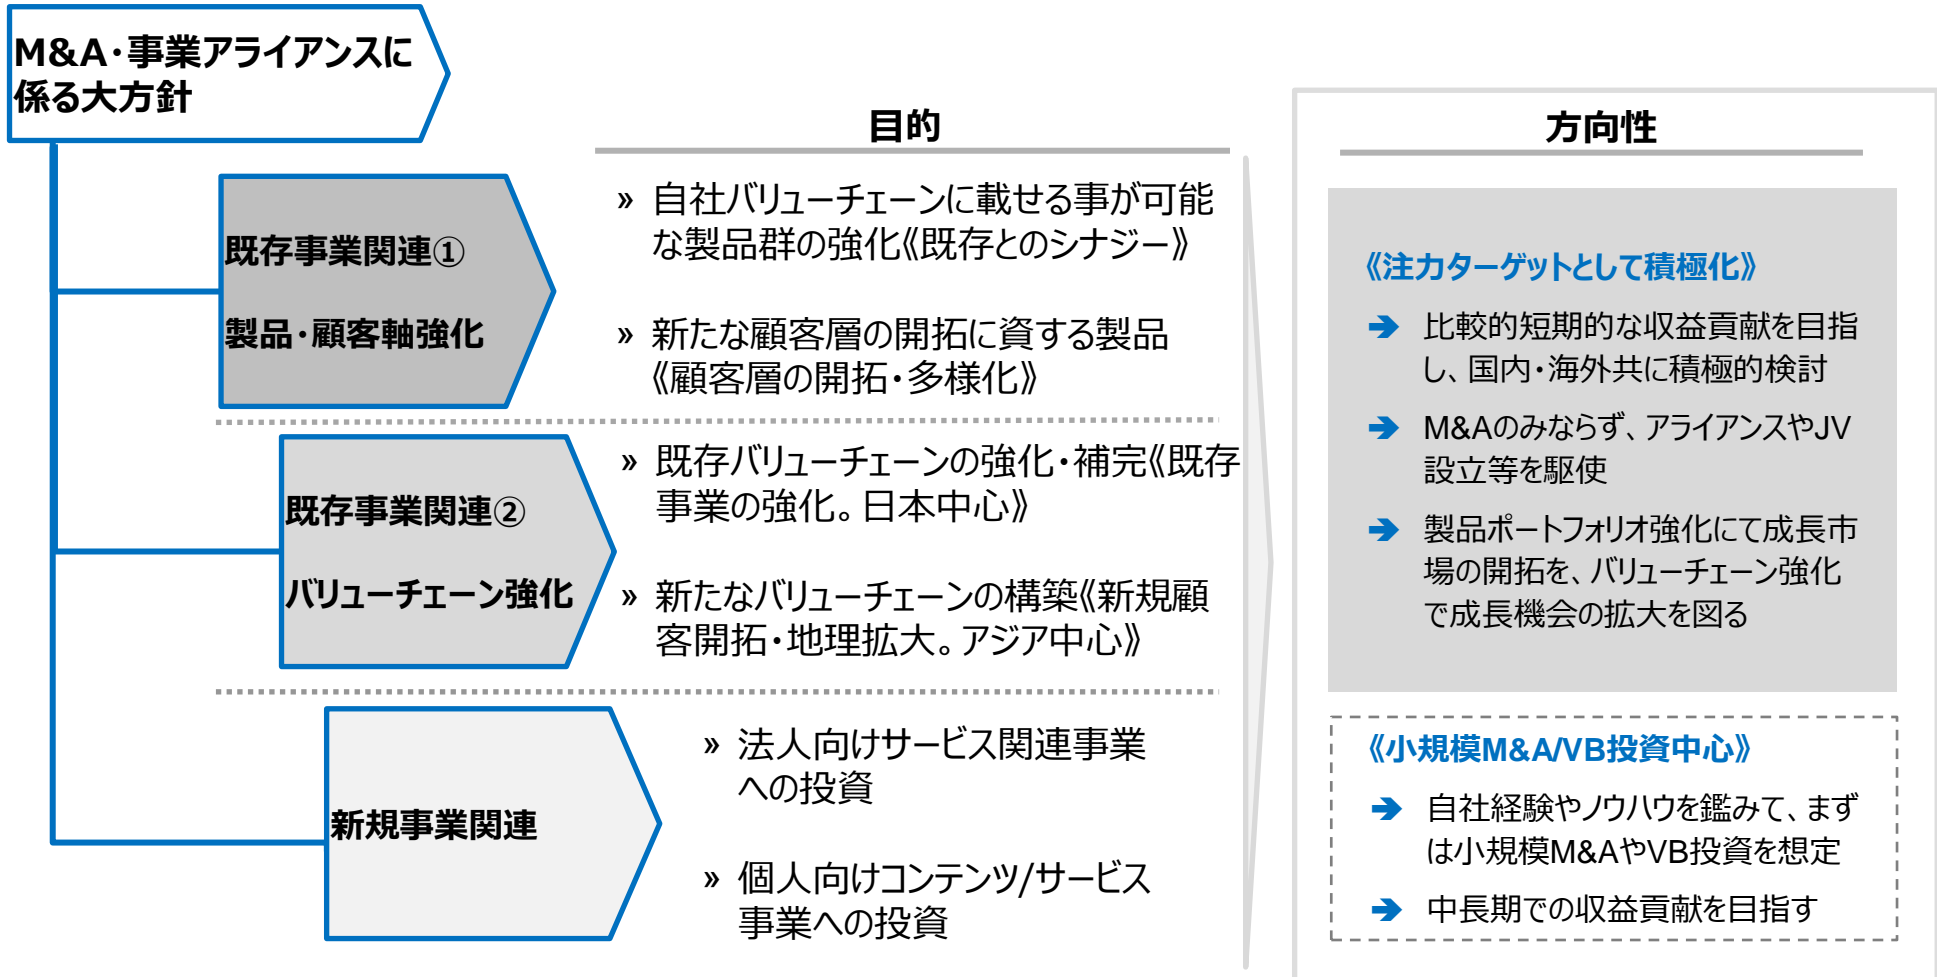 M&A・事業アライアンスに
係る大方針
目的
既存事業関連①
製品・顧客軸強化
» 自社バリューチェーンに載せる事が可能
な製品群の強化《既存とのシナジー》
» 新たな顧客層の開拓に資する製品
《顧客層の開拓・多様化》
既存事業関連②
バリューチェーン強化
» 既存バリューチェーンの強化・補完《既存
事業の強化。日本中心》
» 新たなバリューチェーンの構築《新規顧
客開拓・地理拡大。アジア中心》
新規事業関連
» 法人向けサービス関連事業
への投資
» 個人向けコンテンツ/サービス
事業への投資
方向性
《注力ターゲットとして積極化》
➔ 比較的短期的な収益貢献を目指
し、国内・海外共に積極的検討
➔ M&Aのみならず、アライアンスやJV
設立等を駆使
➔ 製品ポートフォリオ強化にて成長市
場の開拓を、バリューチェーン強化
で成長機会の拡大を図る
《小規模M&A/VB投資中心》
➔ 自社経験やノウハウを鑑みて、まず
は小規模M&AやVB投資を想定
➔ 中長期での収益貢献を目指す